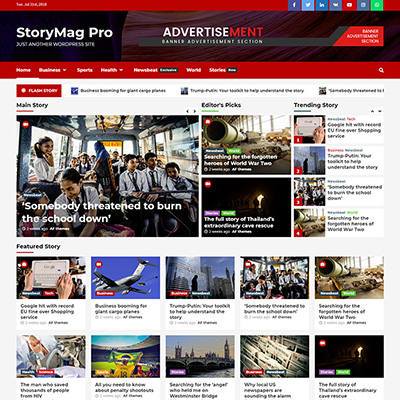 Tue. Jul 31st, 2018
StoryMag Pro
JUST ANOTHER WORDPRESS SITE
ADVERTISEMENT
BANNER ADVERTISEMENT SECTION
BANNER
ADVERTISEMENT
SECTION
Home Business Sports Health Newsbeat Exclusive World Stories New
FLASH STORY Business booming for giant cargo planes Trump-Putin: Your toolkit to help understand the story 'Somebody threatened to b
Main Story
Newsbeat
'Somebody threatened to burn
the school down'
2 weeks ago AF themes
Editor's Picks
Newsbeat World
Searching for the forgotten
heroes of World War Two
Stories World
The full story of Thailand's
extraordinary cave rescue
Trending Story
1
Newsbeat Tech
Google hit with record
EU fine over Shopping
service
2
Business Newsbeat
Trump-Putin: Your
toolkit to help
understand the story
3
Newsbeat
'Somebody threatened
to burn the school
down'
4
Newsbeat World
Searching for the
forgotten heroes of
World War Two
Featured Story
Newsbeat Tech
Google hit with record
EU fine over Shopping
service
2 weeks ago AF themes
Business
Business booming for
giant cargo planes
2 weeks ago AF themes
Business Newsbeat
Trump-Putin: Your toolkit
to help understand the
story
2 weeks ago AF themes
Newsbeat
'Somebody threatened to
burn the school down'
2 weeks ago AF themes
Newsbeat World
Searching for the
forgotten heroes of World
War Two
2 weeks ago AF themes
Health Science
The man who saved
thousands of people
from HIV
Sports
All you need to know
about penalty shootouts
2 weeks ago AF themes
Stories
Searching for the 'angel'
who held me on
Westminster Bridge
Business
Why local US
newspapers are
sounding the alarm
Stories World
The full story of
Thailand's extraordinary
cave rescue